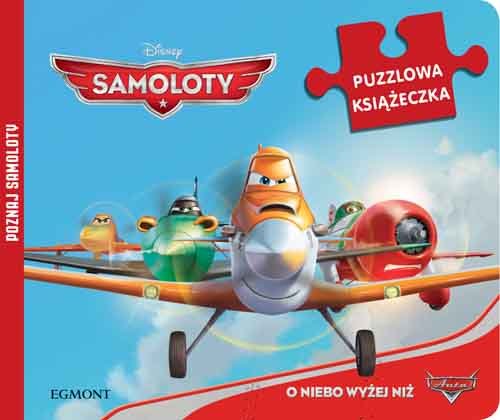 Disney
SAMOLOTY
PUZZLOWA
KSIĄŻECZKA
POZNAJ SAMOLOTY
EGMONT
O NIEBO WYŻEJ NIŻ
Auta